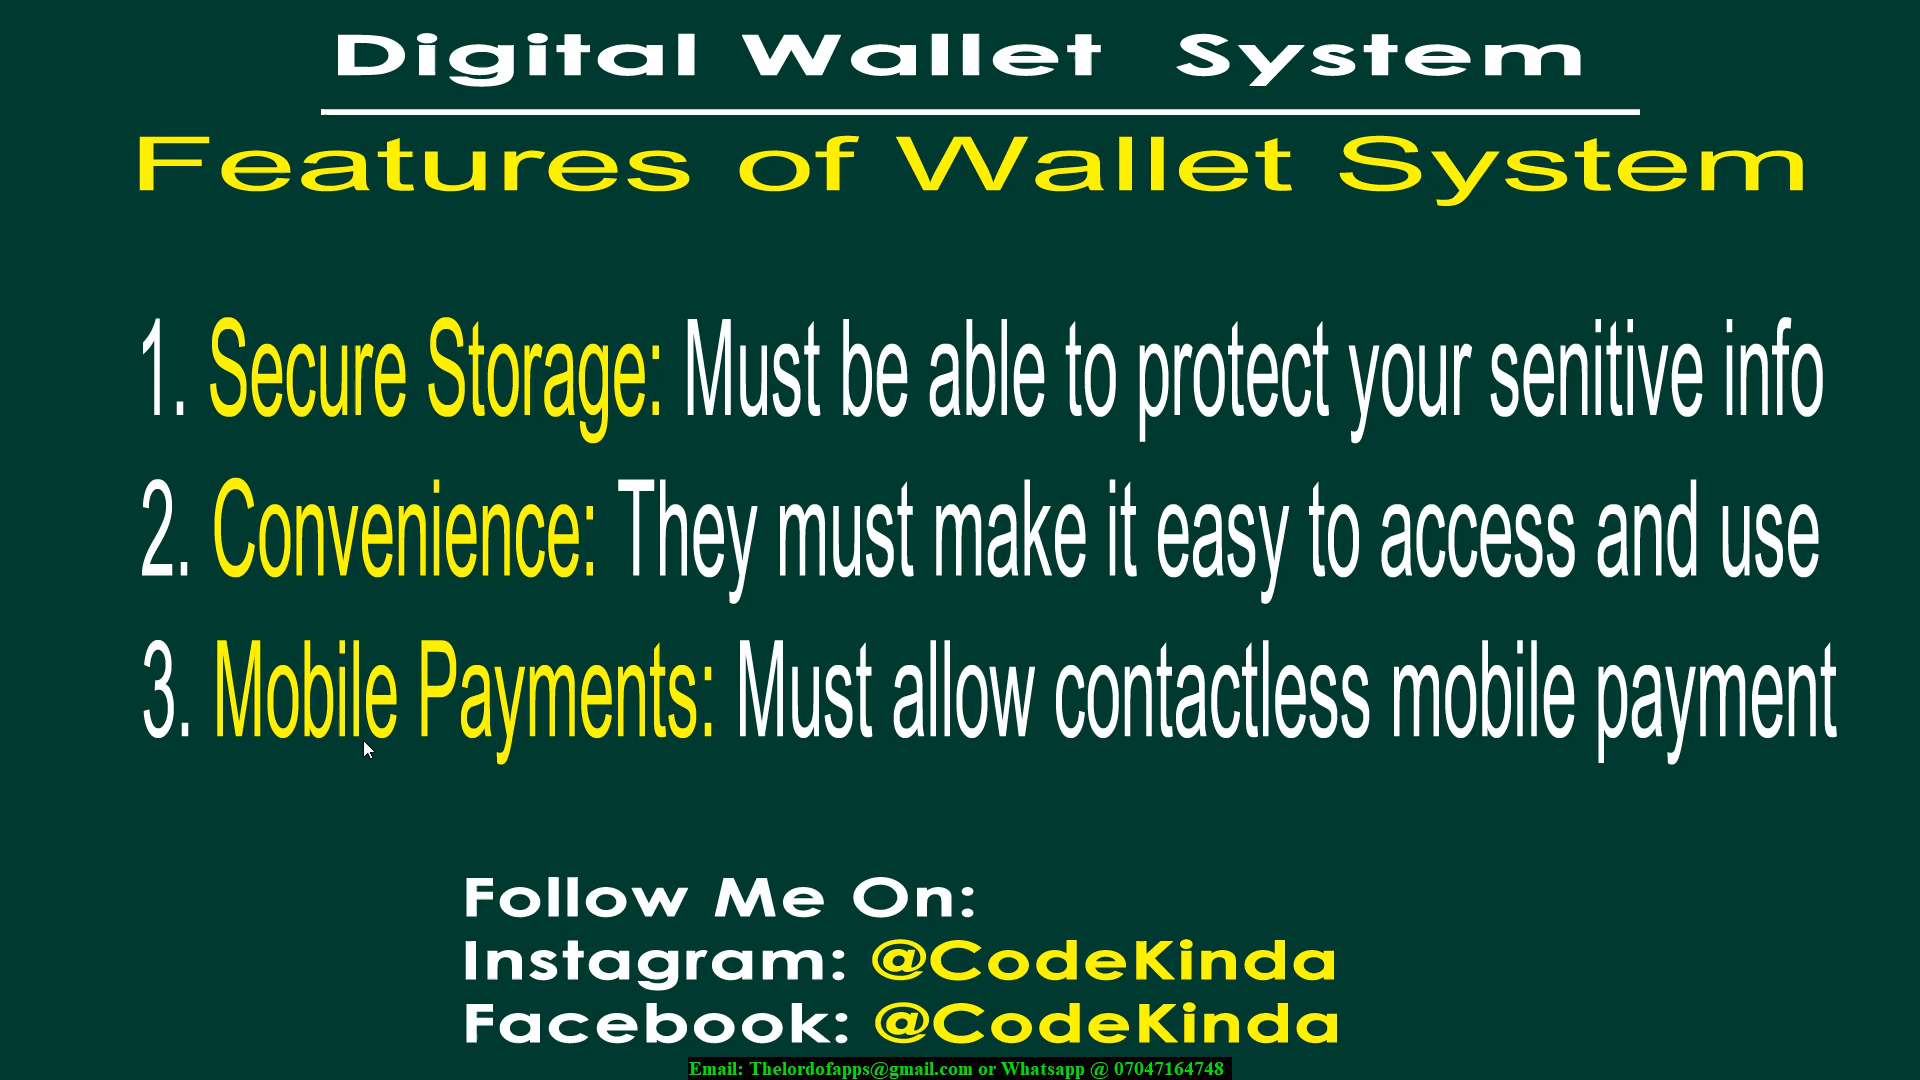 Digital Wallet System
Features of Wallet System
1. Secure Storage: Must be able to protect your senitive info
2. Convenience: They must make it easy to access and use
3. Mobile Payments: Must allow contactless mobile payment
Follow Me On:
Instagram: @CodeKinda
Facebook: @CodeKinda
Email: Thelordofapps@gmail.com or Whatsapp @ 07047164748